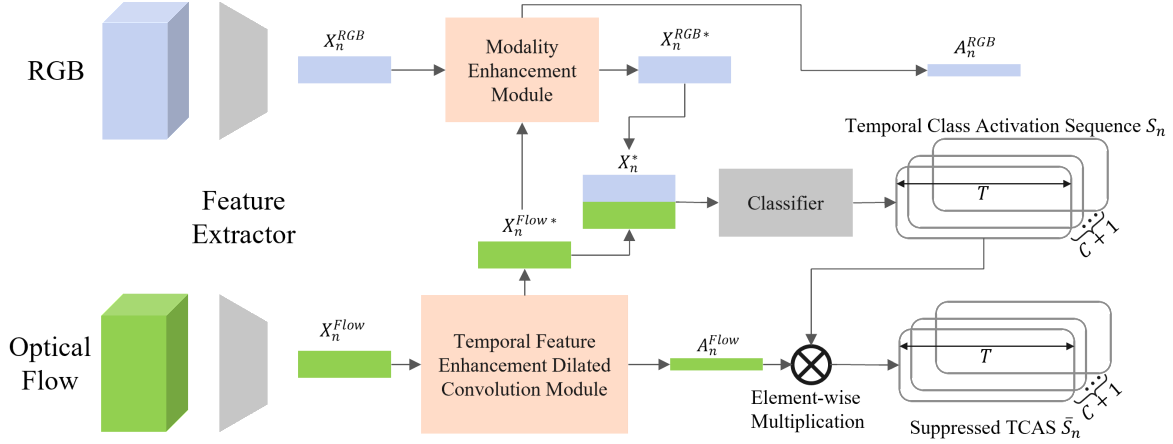 RGB
X_n^{RGB}
Modality
Enhancement
Module
X_n^{RGB*}
A_n^{RGB}
Temporal Class Activation Sequence S_n
T
C + 1
X_n^*
Classifier
Feature
Extractor
X_n^{Flow*}
Optical
Flow
X_n^{Flow}
Temporal Feature
Enhancement Dilated
Convolution Module
A_n^{Flow}
Element-wise
Multiplication
T
C + 1
Suppressed TCAS S̄_n